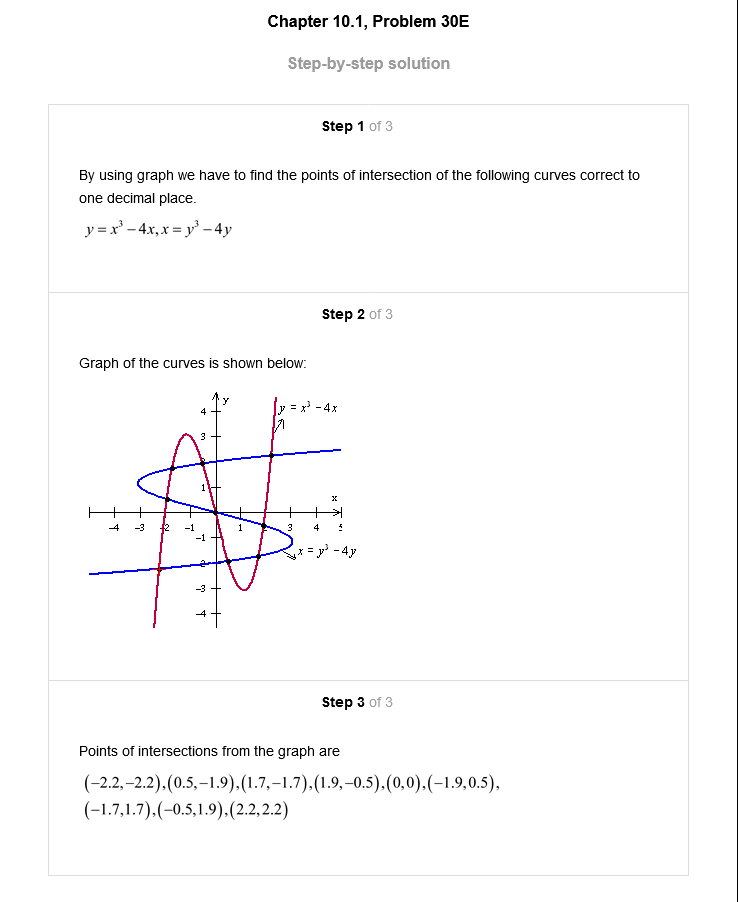 Chapter 10.1, Problem 30E
Step-by-step solution
Step 1 of 3
By using graph we have to find the points of intersection of the following curves correct to
one decimal place.
y = x³ – 4x, x = y³ – 4y
Step 2 of 3
Graph of the curves is shown below:
y
y = x³ – 4x
4
3
2
1
x
–4 –3 –2 –1 1 2 3 4 5
–1
x = y³ – 4y
–2
–3
–4
Step 3 of 3
Points of intersections from the graph are
(–2.2,–2.2),(0.5,–1.9),(1.7,–1.7),(1.9,–0.5),(0,0),(–1.9,0.5),
(–1.7,1.7),(–0.5,1.9),(2.2,2.2)